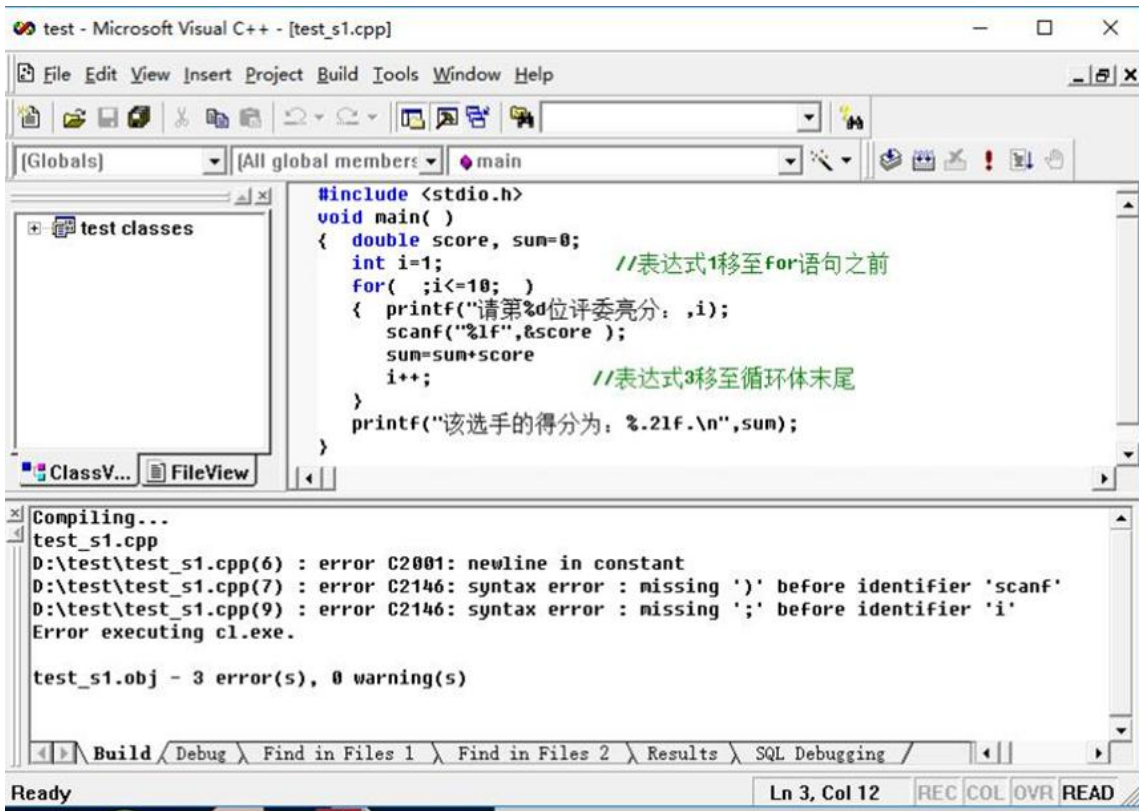 test - Microsoft Visual C++ - [test_s1.cpp]
File Edit View Insert Project Build Tools Window Help
(Globals) (All global members main
test classes
#include <stdio.h>
void main( )
{ double score, sum=0;
int i=1; //表达式1移至for语句之前
for( ;i<=10; )
{ printf("请第%d位评委亮分：,i);
scanf("%lf",&score );
sum=sum+score
i++; //表达式3移至循环体末尾
}
printf("该选手的得分为：%.2lf.\n",sum);
}
ClassV... FileView
Compiling...
test_s1.cpp
D:\test\test_s1.cpp(6) : error C2001: newline in constant
D:\test\test_s1.cpp(7) : error C2146: syntax error : missing ')' before identifier 'scanf'
D:\test\test_s1.cpp(9) : error C2146: syntax error : missing ';' before identifier 'i'
Error executing cl.exe.
test_s1.obj - 3 error(s), 0 warning(s)
Build Debug Find in Files 1 Find in Files 2 Results SQL Debugging
Ready Ln 3, Col 12 REC COL OVR READ